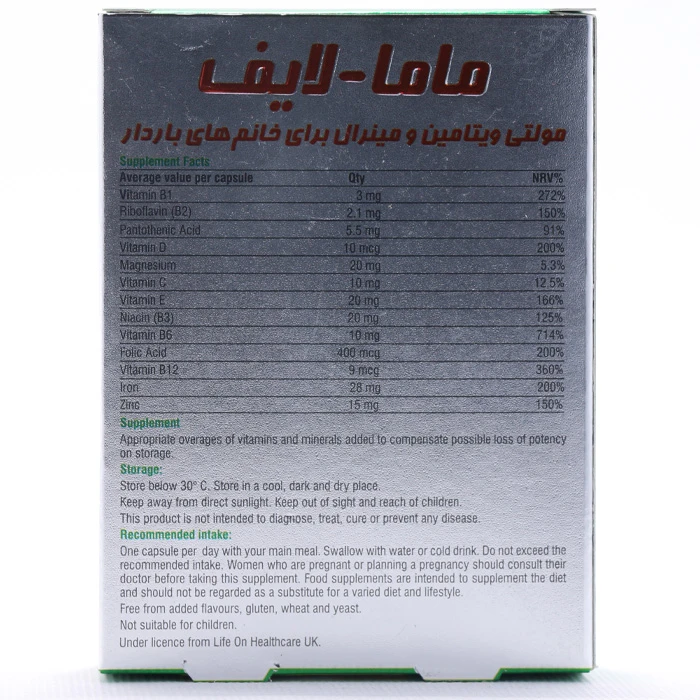 ماما-لایف
مولتی ویتامین و مینرال برای خانم های باردار
Supplement Facts
Average value per capsule Qty NRV%
Vitamin B1 3 mg 272%
Riboflavin (B2) 2.1 mg 150%
Pantothenic Acid 5.5 mg 91%
Vitamin D 10 mcg 200%
Magnesium 20 mg 5.3%
Vitamin C 10 mg 12.5%
Vitamin E 20 mg 166%
Niacin (B3) 20 mg 125%
Vitamin B6 10 mg 714%
Folic Acid 400 mcg 200%
Vitamin B12 9 mcg 360%
Iron 28 mg 200%
Zinc 15 mg 150%
Supplement
Appropriate overages of vitamins and minerals added to compensate possible loss of potency
on storage.
Storage:
Store below 30° C. Store in a cool, dark and dry place.
Keep away from direct sunlight. Keep out of sight and reach of children.
This product is not intended to diagnose, treat, cure or prevent any disease.
Recommended intake:
One capsule per day with your main meal. Swallow with water or cold drink. Do not exceed the
recommended intake. Women who are pregnant or planning a pregnancy should consult their
doctor before taking this supplement. Food supplements are intended to supplement the diet
and should not be regarded as a substitute for a varied diet and lifestyle.
Free from added flavours, gluten, wheat and yeast.
Not suitable for children.
Under licence from Life On Healthcare UK.